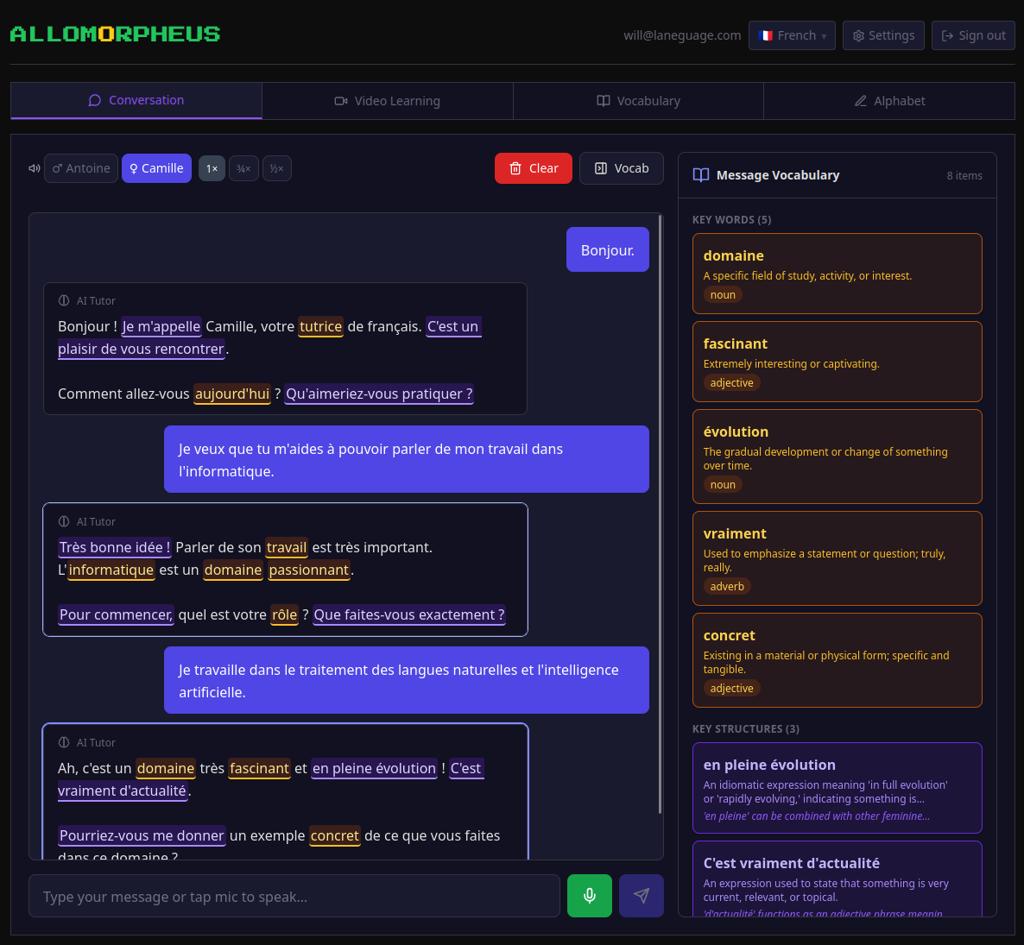 ALLOMORPHEUS
will@laneguage.com
French
Settings
Sign out
Conversation
Video Learning
Vocabulary
Alphabet
♂ Antoine
♀ Camille
1×
¾×
½×
Clear
Vocab
Bonjour.
AI Tutor
Bonjour ! Je m'appelle Camille, votre tutrice de français. C'est un
plaisir de vous rencontrer.
Comment allez-vous aujourd'hui ? Qu'aimeriez-vous pratiquer ?
Je veux que tu m'aides à pouvoir parler de mon travail dans
l'informatique.
AI Tutor
Très bonne idée ! Parler de son travail est très important.
L'informatique est un domaine passionnant.
Pour commencer, quel est votre rôle ? Que faites-vous exactement ?
Je travaille dans le traitement des langues naturelles et l'intelligence
artificielle.
AI Tutor
Ah, c'est un domaine très fascinant et en pleine évolution ! C'est
vraiment d'actualité.
Pourriez-vous me donner un exemple concret de ce que vous faites
dans ce domaine ?
Type your message or tap mic to speak...
Message Vocabulary
8 items
KEY WORDS (5)
domaine
A specific field of study, activity, or interest.
noun
fascinant
Extremely interesting or captivating.
adjective
évolution
The gradual development or change of something
over time.
noun
vraiment
Used to emphasize a statement or question; truly,
really.
adverb
concret
Existing in a material or physical form; specific and
tangible.
adjective
KEY STRUCTURES (3)
en pleine évolution
An idiomatic expression meaning 'in full evolution'
or 'rapidly evolving,' indicating something is...
'en pleine' can be combined with other feminine...
C'est vraiment d'actualité
An expression used to state that something is very
current, relevant, or topical.
'd'actualité' functions as an adjective phrase meanin